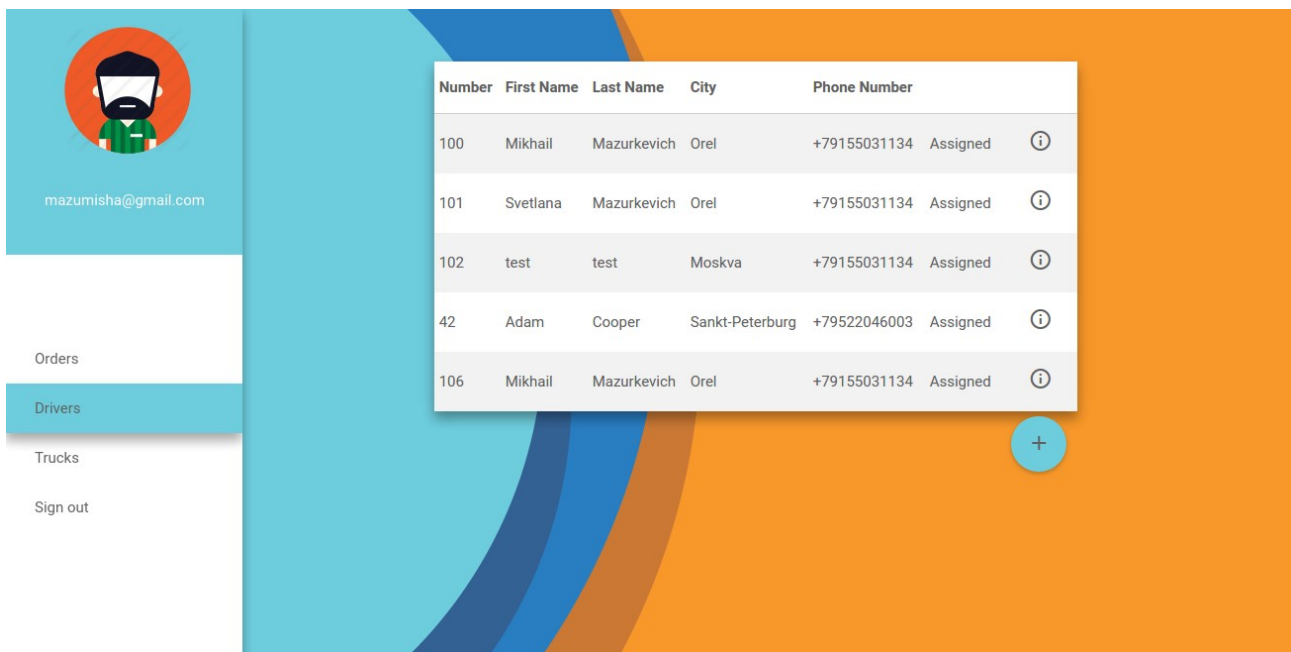 mazumisha@gmail.com
Orders
Drivers
Trucks
Sign out
Number First Name Last Name City Phone Number
100 Mikhail Mazurkevich Orel +79155031134 Assigned
101 Svetlana Mazurkevich Orel +79155031134 Assigned
102 test test Moskva +79155031134 Assigned
42 Adam Cooper Sankt-Peterburg +79522046003 Assigned
106 Mikhail Mazurkevich Orel +79155031134 Assigned
+